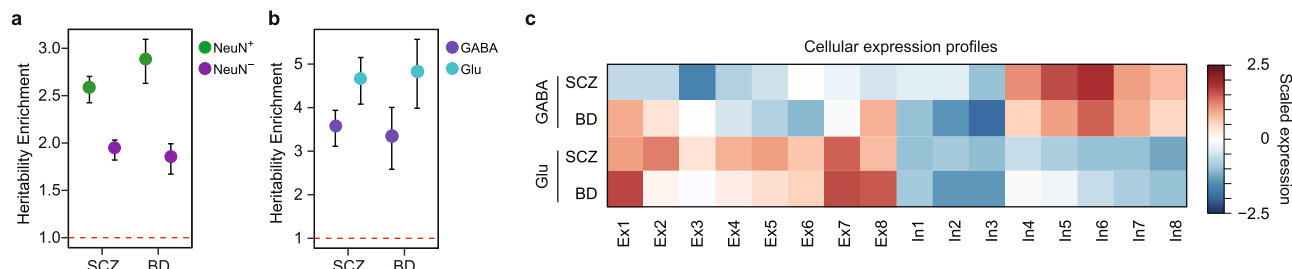 a
Heritability Enrichment
3.0
2.5
2.0
1.5
1.0
SCZ BD
NeuN+
NeuN−
b
Heritability Enrichment
5
4
3
2
1
SCZ BD
GABA
Glu
c
Cellular expression profiles
GABA
SCZ
BD
Glu
SCZ
BD
Ex1 Ex2 Ex3 Ex4 Ex5 Ex6 Ex7 Ex8 In1 In2 In3 In4 In5 In6 In7 In8
2.5
0
−2.5
Scaled expression